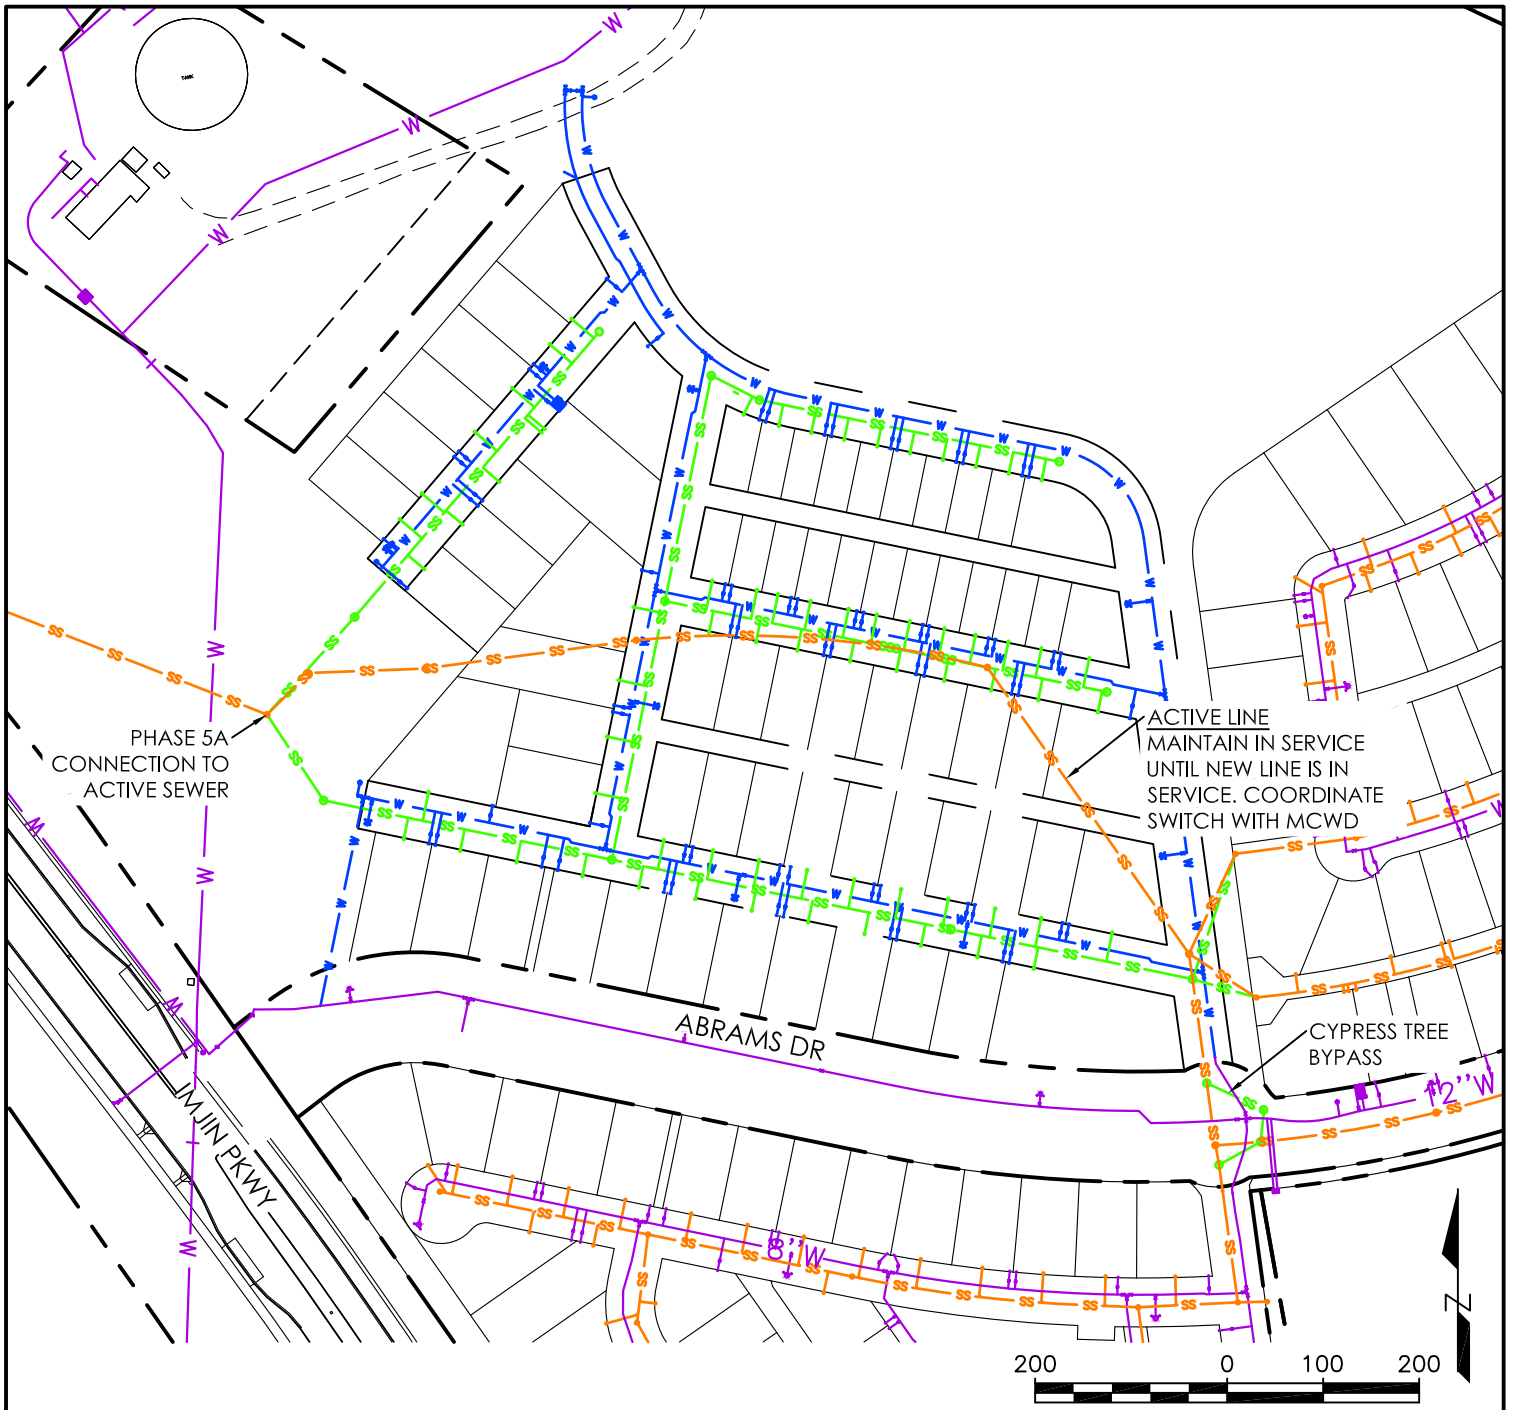 TANK
PHASE 5A
CONNECTION TO
ACTIVE SEWER
ACTIVE LINE
MAINTAIN IN SERVICE
UNTIL NEW LINE IS IN
SERVICE. COORDINATE
SWITCH WITH MCWD
ABRAMS DR
CYPRESS TREE
BYPASS
12''W
IMJIN PKWY
8''W
N
200 0 100 200